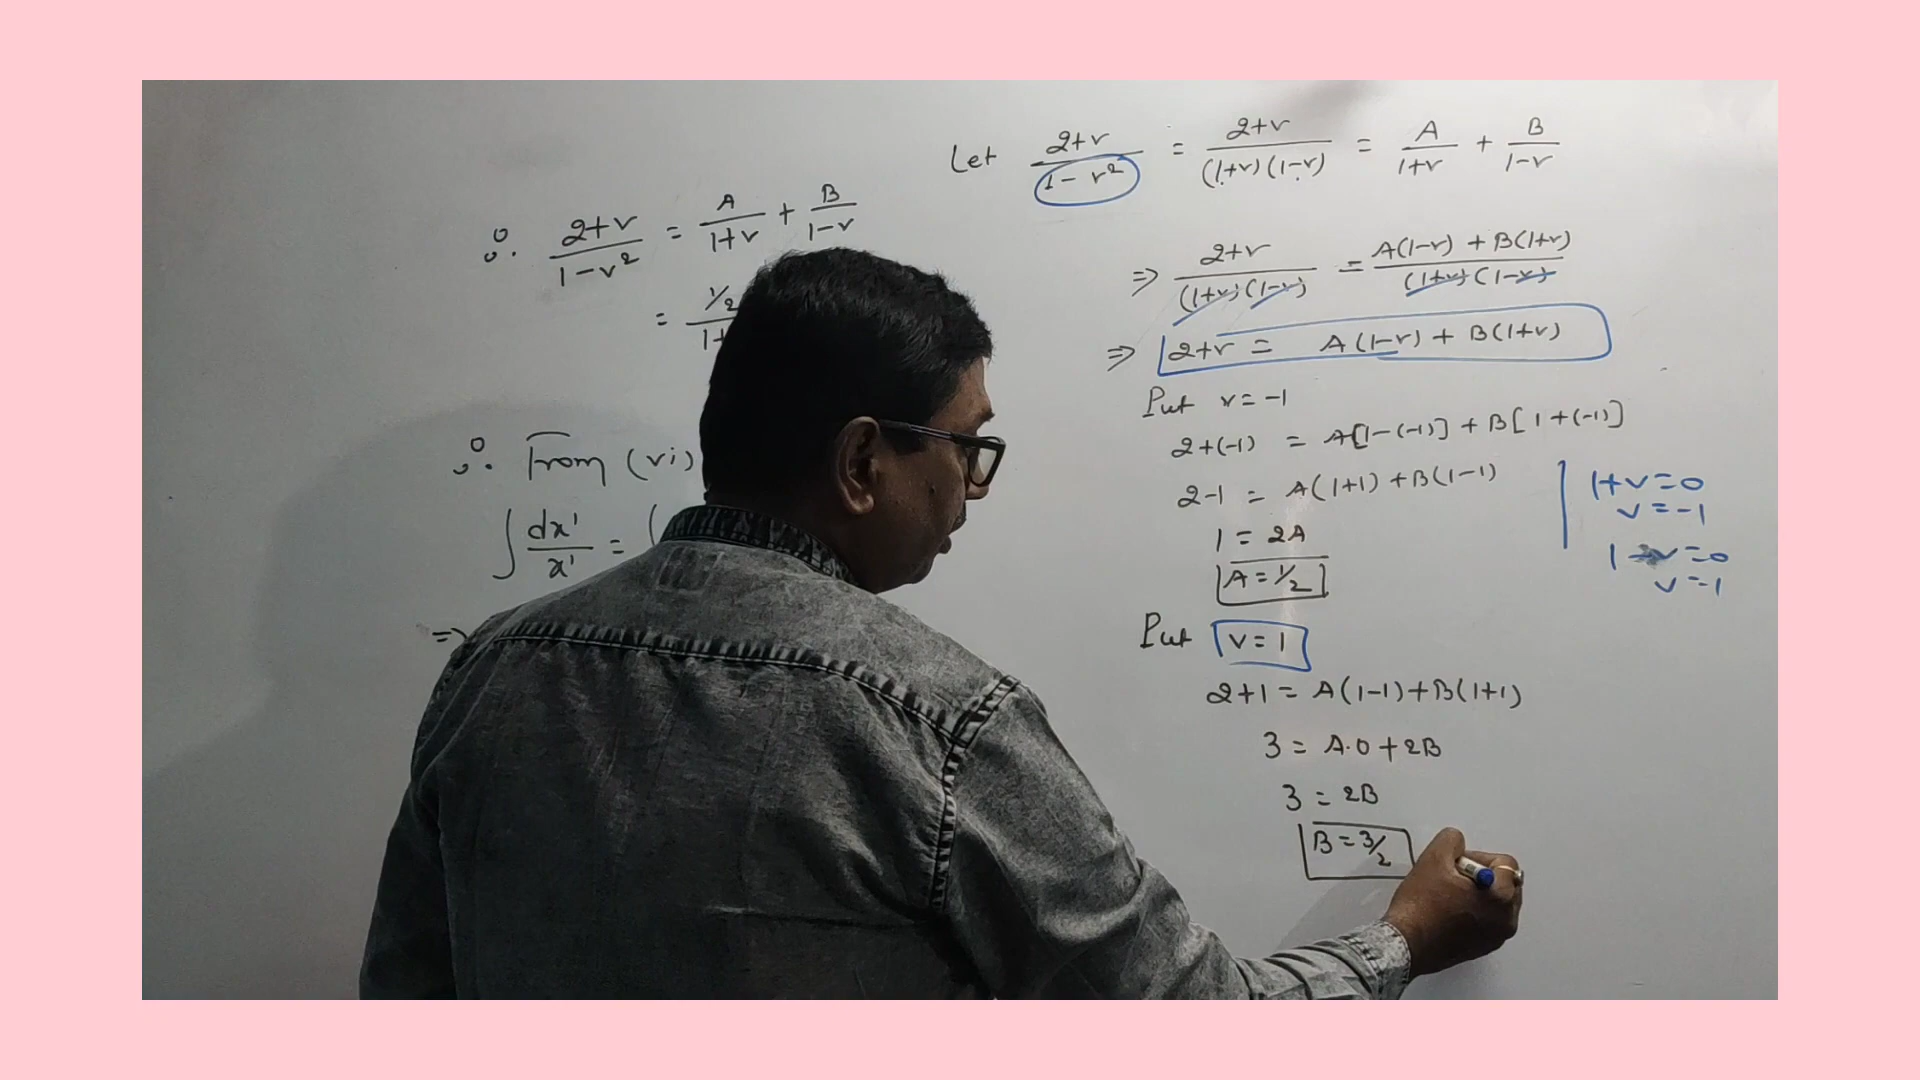 ∴ 2+v/1-v² = A/1+v + B/1-v
= 1/2
∴ From (vi)
∫ dx'/x' = (
⇒
Let 2+v/1-v² = 2+v/(1+v)(1-v) = A/1+v + B/1-v
⇒ 2+v/(1+v)(1-v) = A(1-v)+B(1+v)/(1+v)(1-v)
⇒ 2+v = A(1-v) + B(1+v)
Put v = -1
2+(-1) = A[1-(-1)] + B[1+(-1)]
2-1 = A(1+1) + B(1-1)
1 = 2A
A = 1/2
Put v = 1
2+1 = A(1-1)+B(1+1)
3 = A.0 + 2B
3 = 2B
B = 3/2
1+v=0
v=-1
v=0